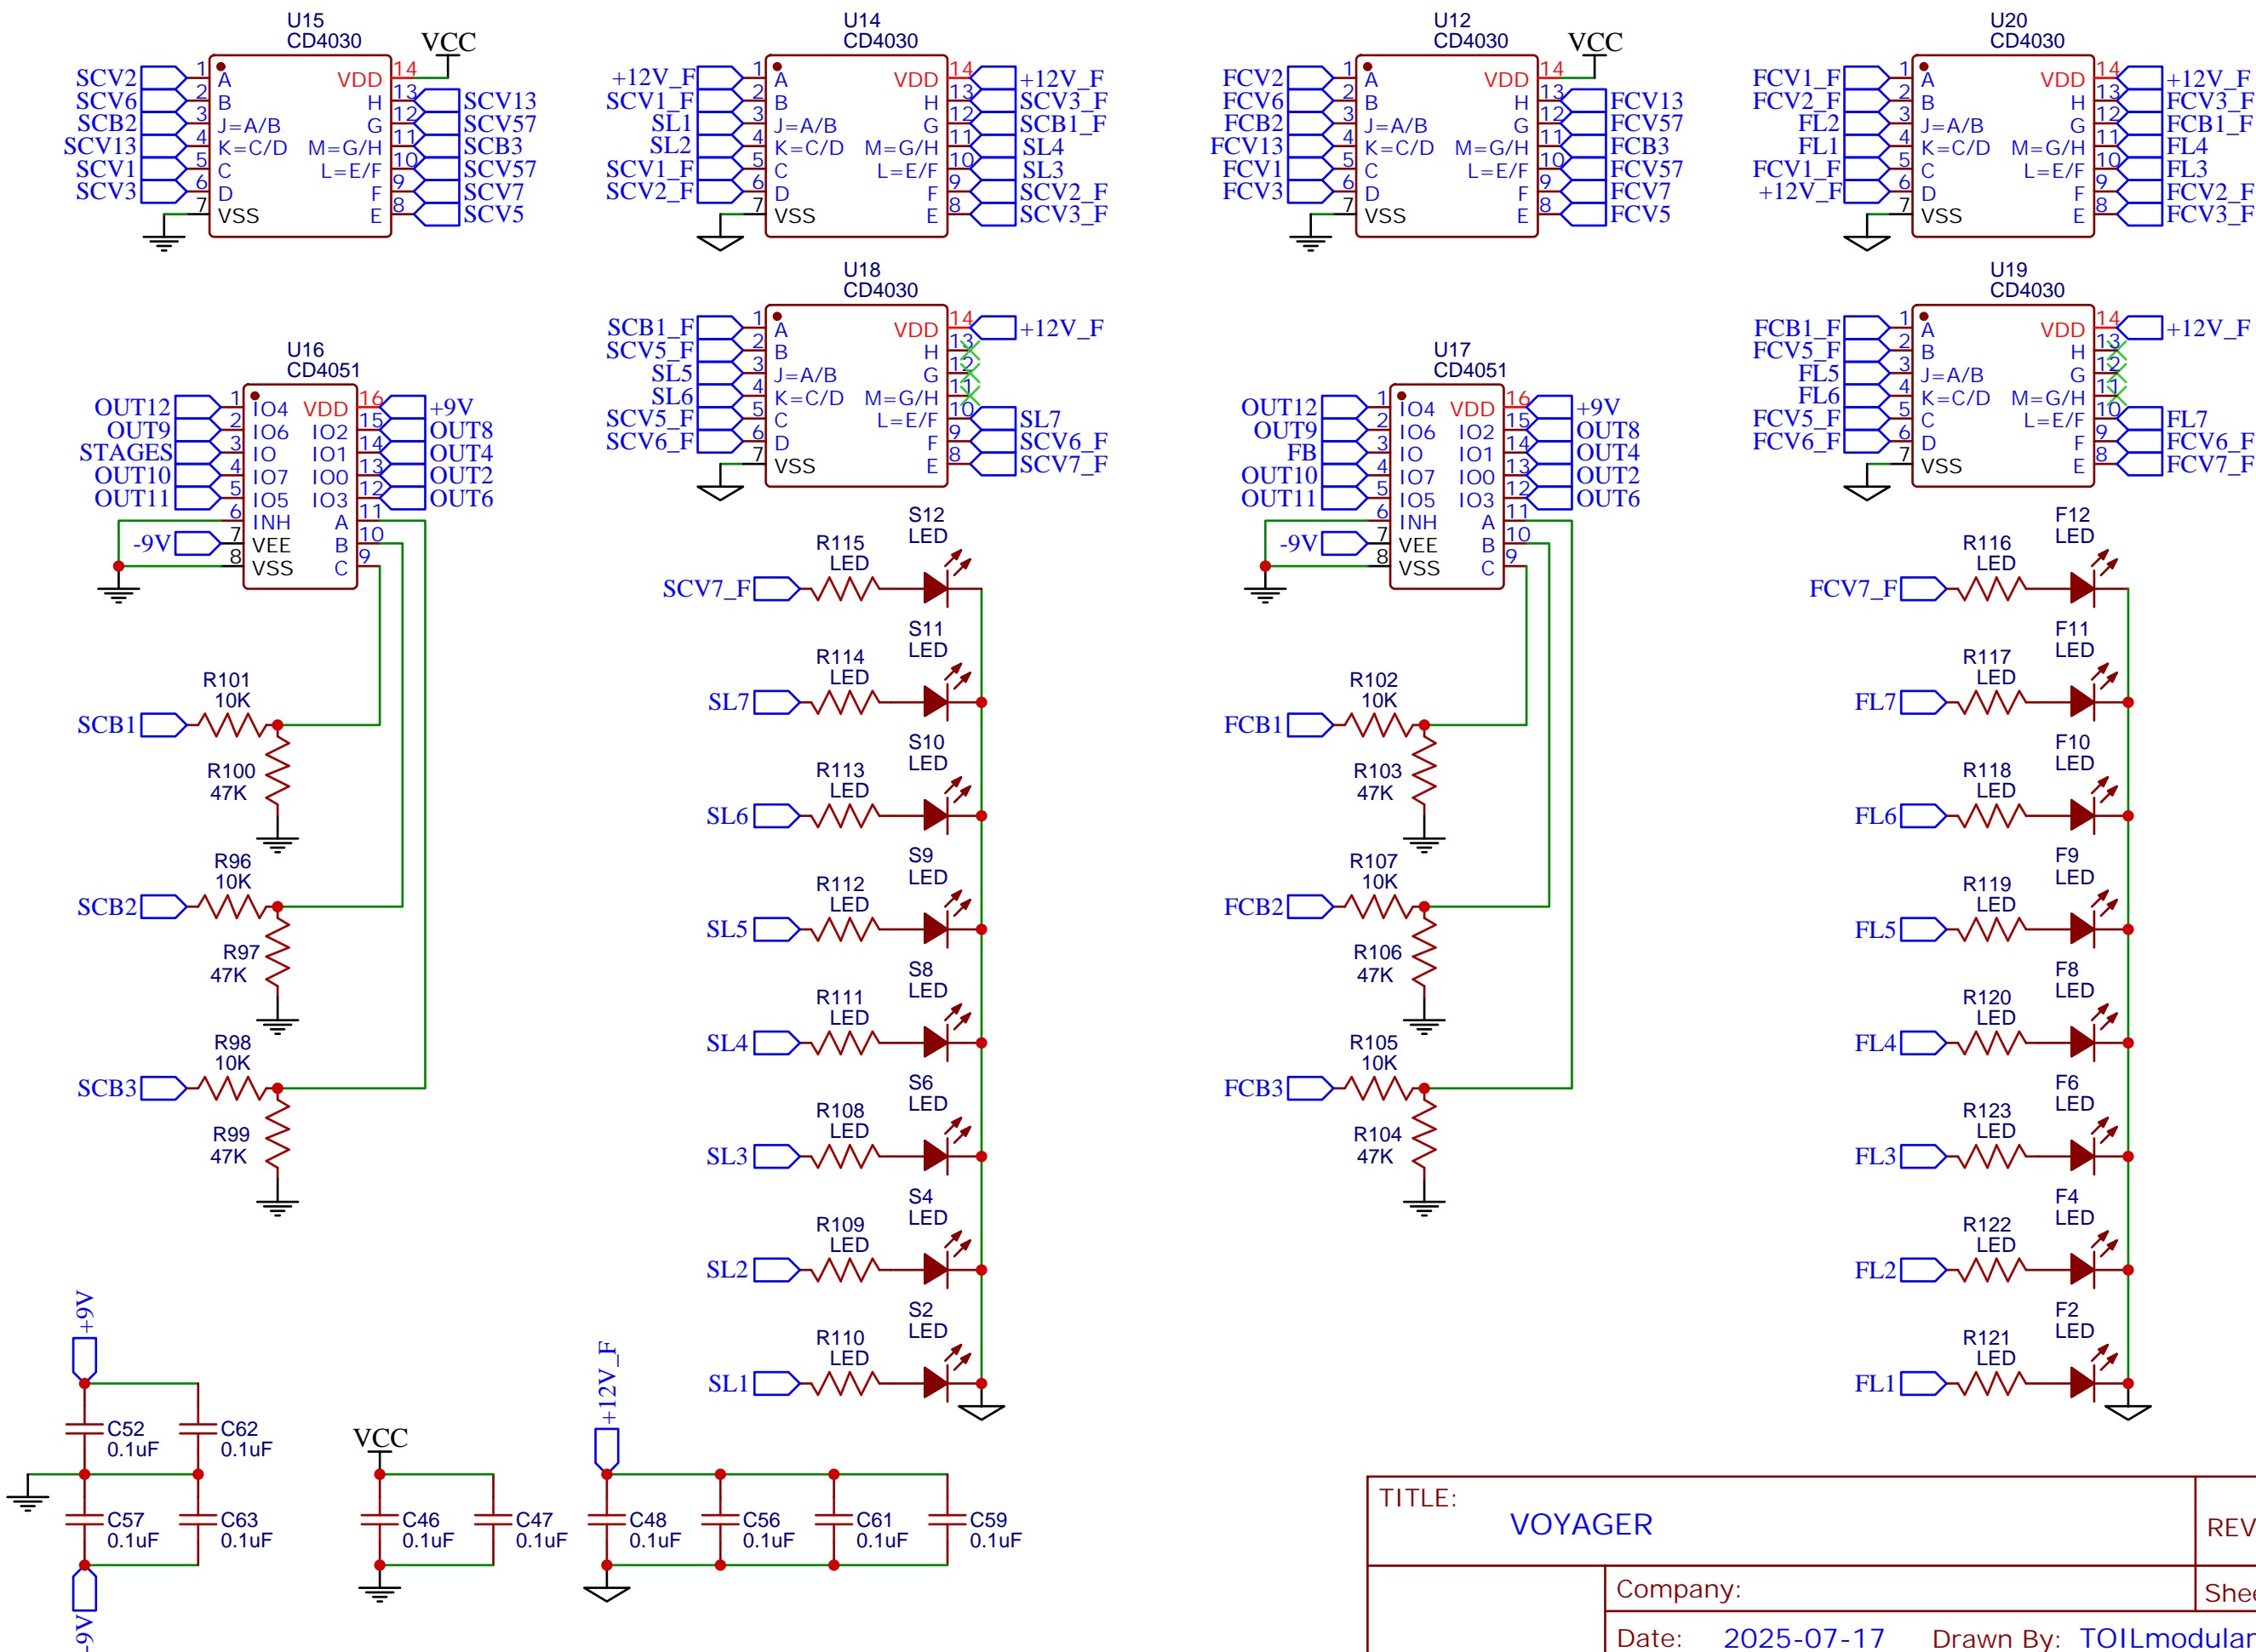 U15
CD4030
VCC
SCV2 1 A VDD 14
SCV6 2 B H 13 SCV13
SCB2 3 J=A/B G 12 SCV57
SCV13 4 K=C/D M=G/H 11 SCB3
SCV1 5 C L=E/F 10 SCV57
SCV3 6 D F 9 SCV7
7 VSS E 8 SCV5
U14
CD4030
+12V_F 1 A VDD 14 +12V_F
SCV1_F 2 B H 13 SCV3_F
SL1 3 J=A/B G 12 SCB1_F
SL2 4 K=C/D M=G/H 11 SL4
SCV1_F 5 C L=E/F 10 SL3
SCV2_F 6 D F 9 SCV2_F
7 VSS E 8 SCV3_F
U12
CD4030
VCC
FCV2 1 A VDD 14
FCV6 2 B H 13 FCV13
FCB2 3 J=A/B G 12 FCV57
FCV13 4 K=C/D M=G/H 11 FCB3
FCV1 5 C L=E/F 10 FCV57
FCV3 6 D F 9 FCV7
7 VSS E 8 FCV5
U20
CD4030
FCV1_F 1 A VDD 14 +12V_F
FCV2_F 2 B H 13 FCV3_F
FL2 3 J=A/B G 12 FCB1_F
FL1 4 K=C/D M=G/H 11 FL4
FCV1_F 5 C L=E/F 10 FL3
+12V_F 6 D F 9 FCV2_F
7 VSS E 8 FCV3_F
U18
CD4030
SCB1_F 1 A VDD 14 +12V_F
SCV5_F 2 B H 13
SL5 3 J=A/B G 12
SL6 4 K=C/D M=G/H 11
SCV5_F 5 C L=E/F 10 SL7
SCV6_F 6 D F 9 SCV6_F
7 VSS E 8 SCV7_F
U19
CD4030
FCB1_F 1 A VDD 14 +12V_F
FCV5_F 2 B H 13
FL5 3 J=A/B G 12
FL6 4 K=C/D M=G/H 11
FCV5_F 5 C L=E/F 10 FL7
FCV6_F 6 D F 9 FCV6_F
7 VSS E 8 FCV7_F
U16
CD4051
OUT12 1 IO4 VDD 16 +9V
OUT9 2 IO6 IO2 15 OUT8
STAGES 3 IO IO1 14 OUT4
OUT10 4 IO7 IO0 13 OUT2
OUT11 5 IO5 IO3 12 OUT6
6 INH A 11
-9V 7 VEE B 10
8 VSS C 9
U17
CD4051
OUT12 1 IO4 VDD 16 +9V
OUT9 2 IO6 IO2 15 OUT8
FB 3 IO IO1 14 OUT4
OUT10 4 IO7 IO0 13 OUT2
OUT11 5 IO5 IO3 12 OUT6
6 INH A 11
-9V 7 VEE B 10
8 VSS C 9
R101
10K
SCB1
R100
47K
R96
10K
SCB2
R97
47K
R98
10K
SCB3
R99
47K
S12
LED
R115
LED
SCV7_F
S11
LED
R114
LED
SL7
S10
LED
R113
LED
SL6
S9
LED
R112
LED
SL5
S8
LED
R111
LED
SL4
S6
LED
R108
LED
SL3
S4
LED
R109
LED
SL2
S2
LED
R110
LED
SL1
R102
10K
FCB1
R103
47K
R107
10K
FCB2
R106
47K
R105
10K
FCB3
R104
47K
F12
LED
R116
LED
FCV7_F
F11
LED
R117
LED
FL7
F10
LED
R118
LED
FL6
F9
LED
R119
LED
FL5
F8
LED
R120
LED
FL4
F6
LED
R123
LED
FL3
F4
LED
R122
LED
FL2
F2
LED
R121
LED
FL1
+9V
C52
0.1uF
C62
0.1uF
C57
0.1uF
C63
0.1uF
-9V
VCC
C46
0.1uF
C47
0.1uF
+12V_F
C48
0.1uF
C56
0.1uF
C61
0.1uF
C59
0.1uF
TITLE:
VOYAGER
REV
Company:
Shee
Date: 2025-07-17 Drawn By: TOILmodular